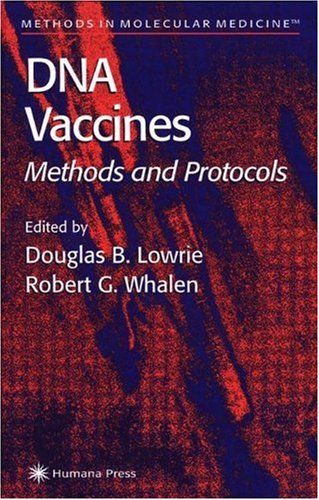 METHODS IN MOLECULAR MEDICINE™
DNA
Vaccines
Methods and Protocols
Edited by
Douglas B. Lowrie
Robert G. Whalen
Humana Press